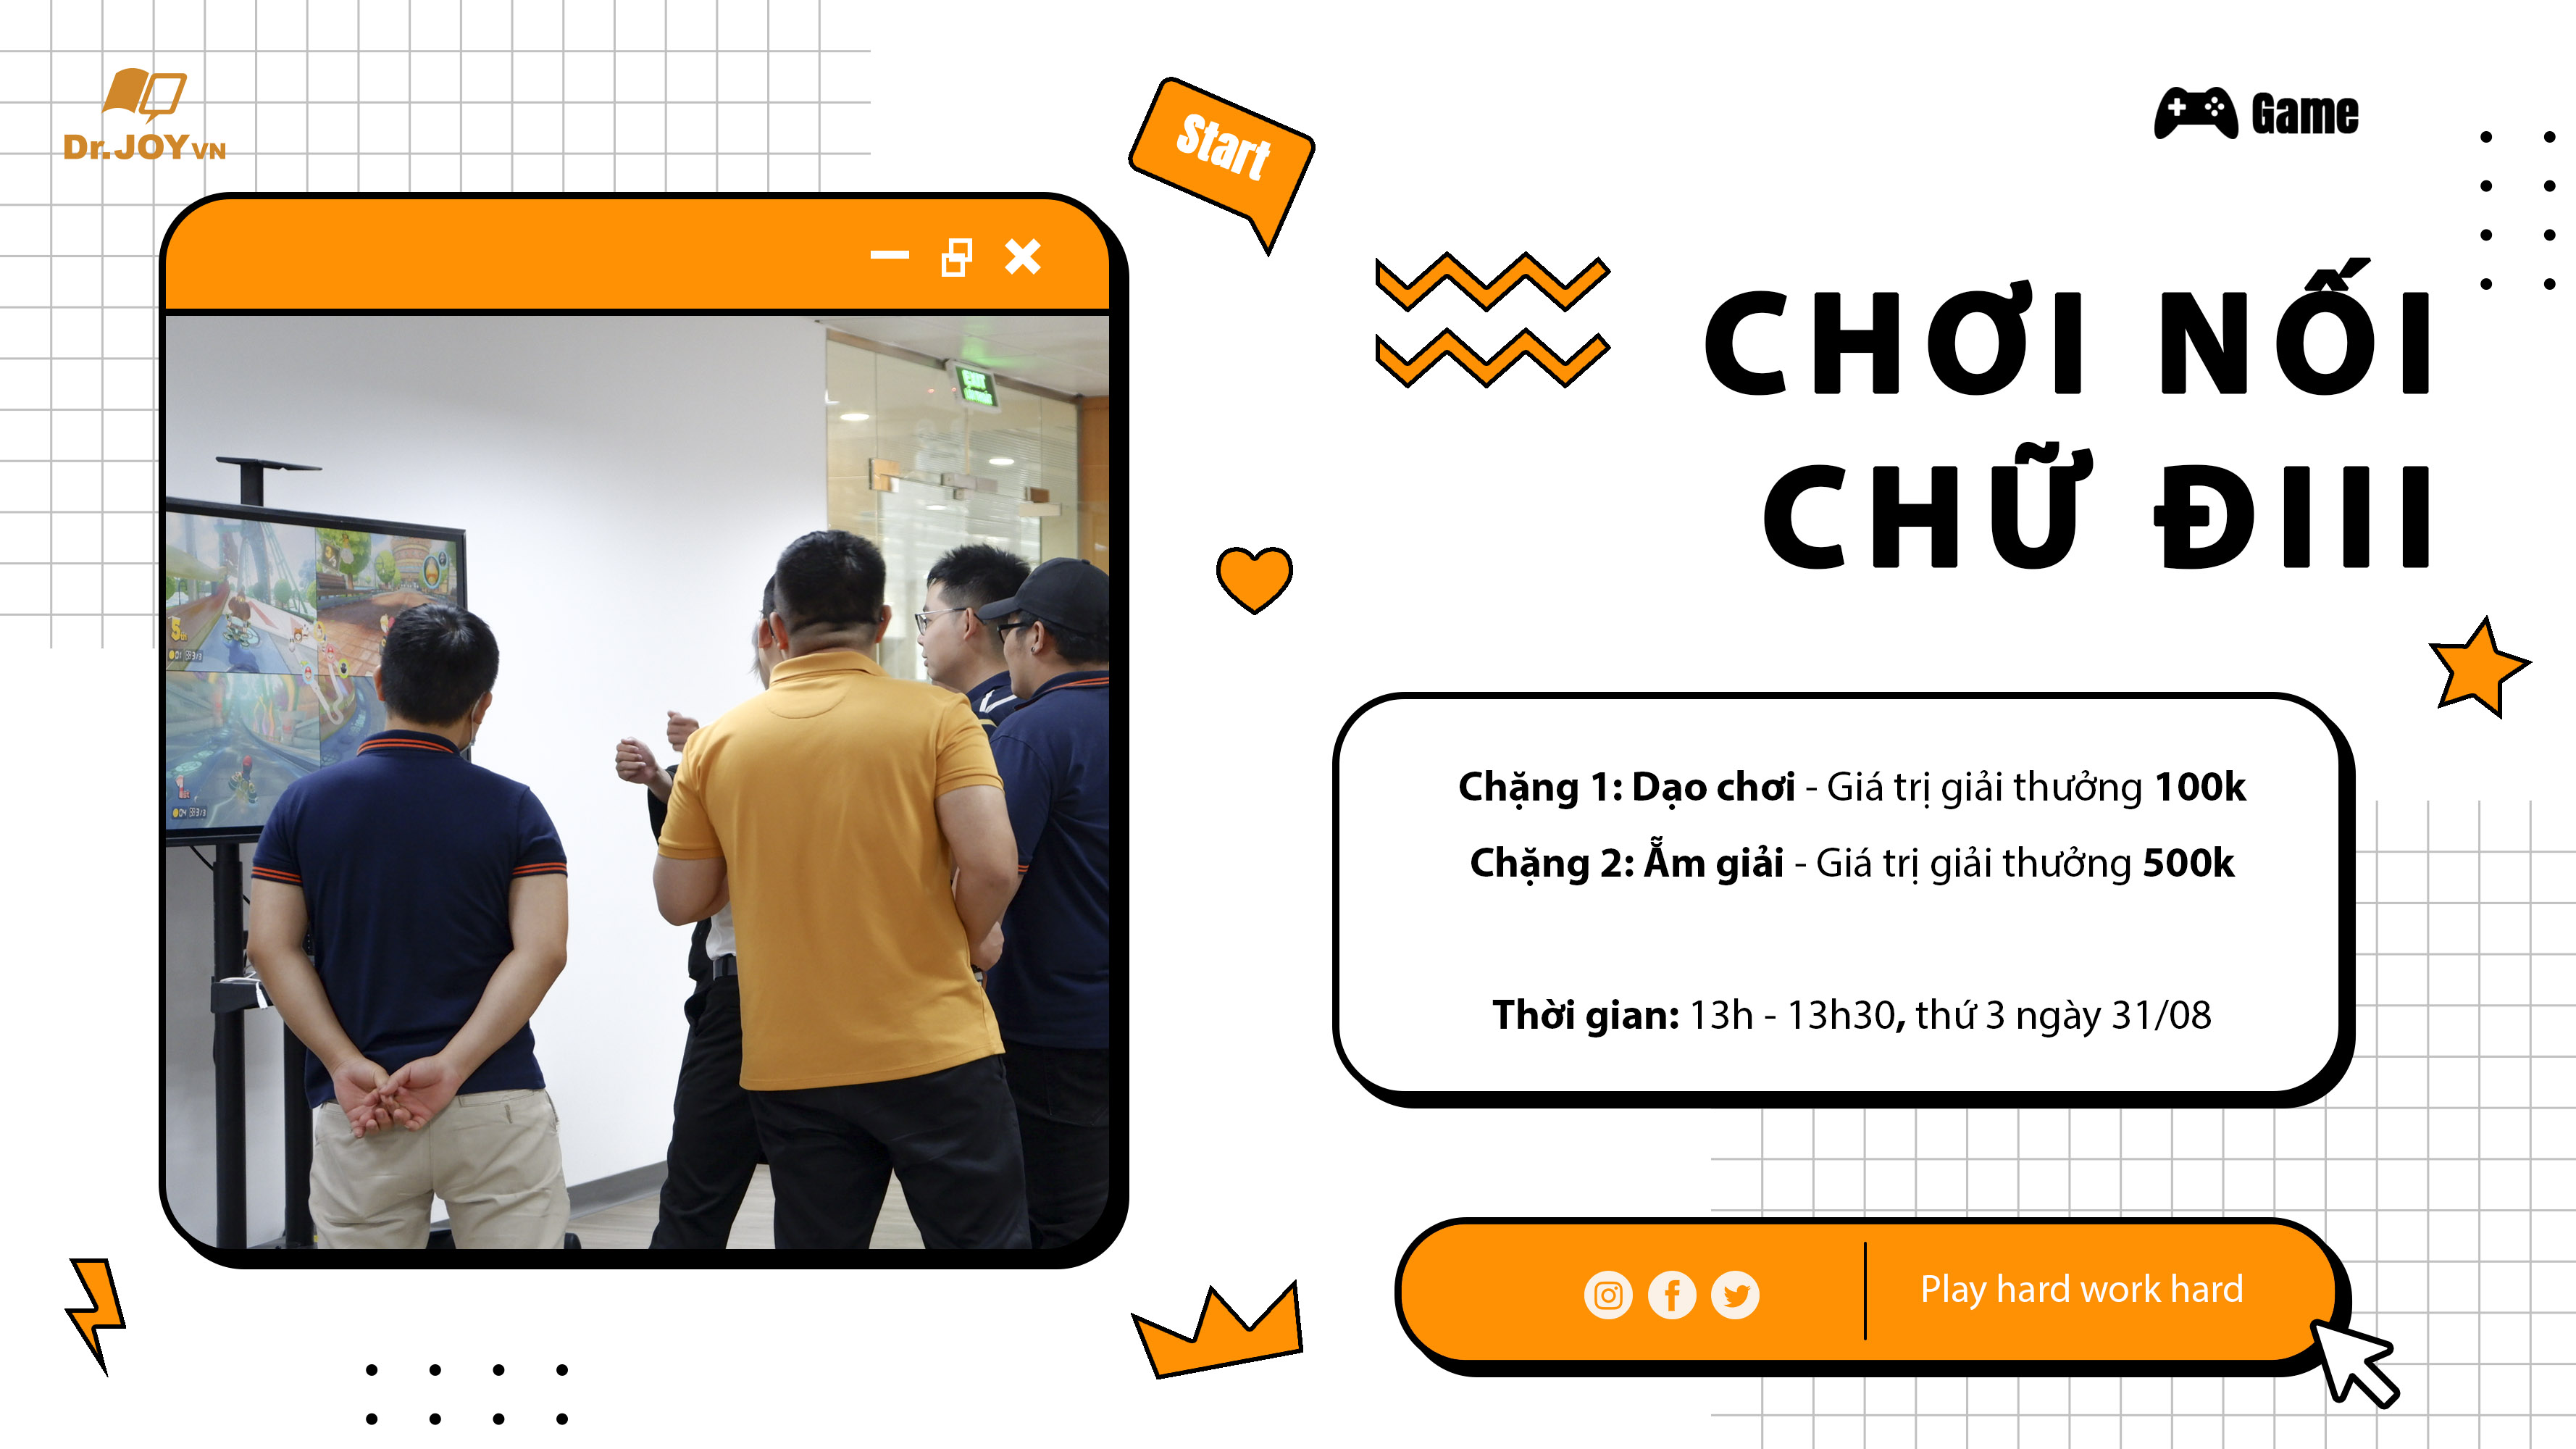 Dr.JOY VN
Start
Game
CHƠI NỐI
CHỮ ĐIII
Chặng 1: Dạo chơi - Giá trị giải thưởng 100k
Chặng 2: Ẵm giải - Giá trị giải thưởng 500k
Thời gian: 13h - 13h30, thứ 3 ngày 31/08
Play hard work hard